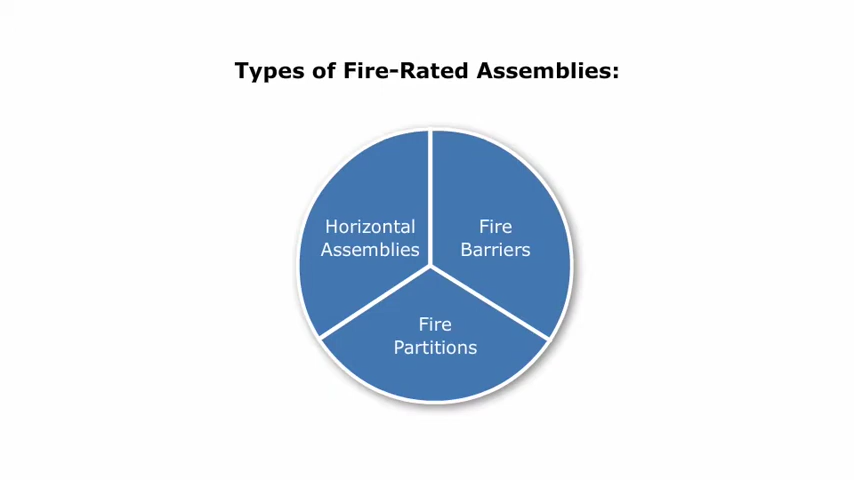 Types of Fire-Rated Assemblies:
Horizontal
Assemblies
Fire
Barriers
Fire
Partitions